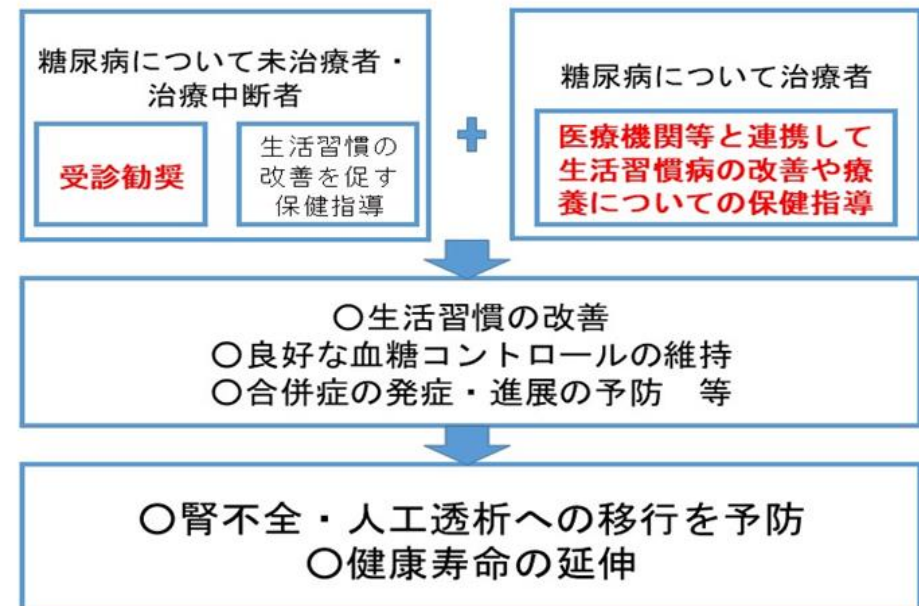 糖尿病について未治療者・
治療中断者
受診勧奨
生活習慣の
改善を促す
保健指導
糖尿病について治療者
医療機関等と連携して
生活習慣病の改善や療
養についての保健指導
〇生活習慣の改善
〇良好な血糖コントロールの維持
〇合併症の発症・進展の予防　等
〇腎不全・人工透析への移行を予防
〇健康寿命の延伸